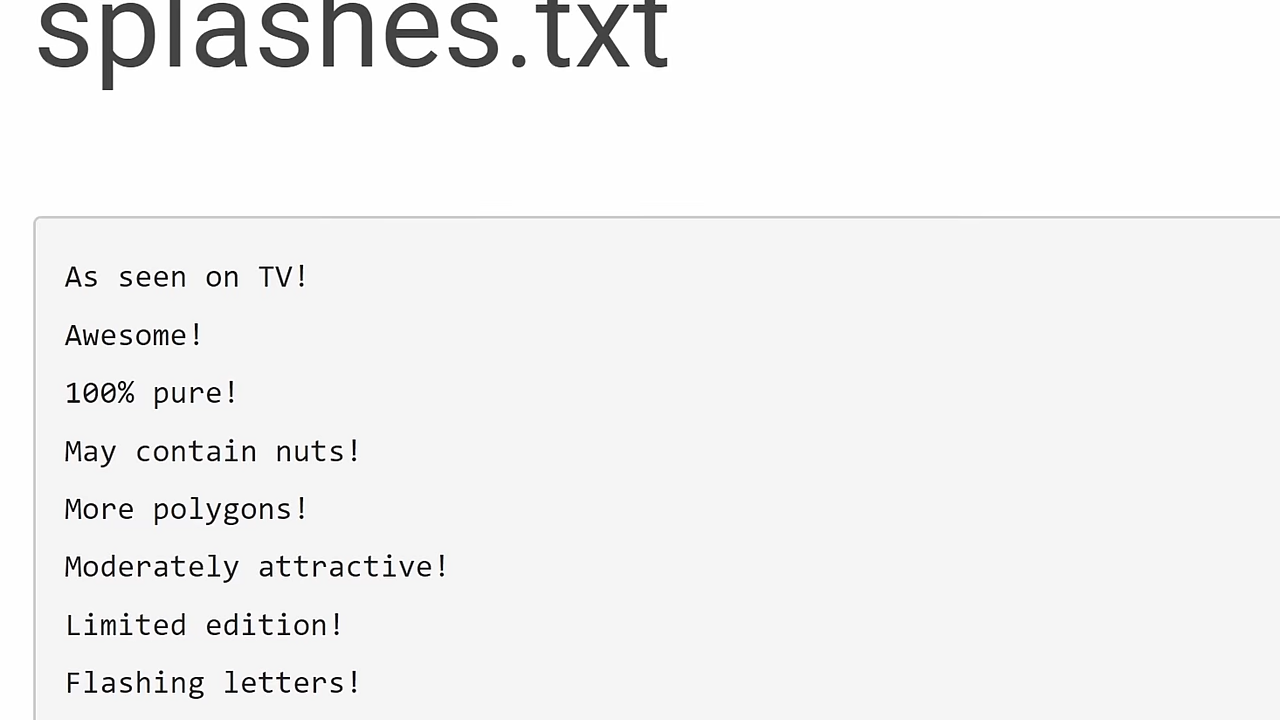 splashes.txt
As seen on TV!
Awesome!
100% pure!
May contain nuts!
More polygons!
Moderately attractive!
Limited edition!
Flashing letters!